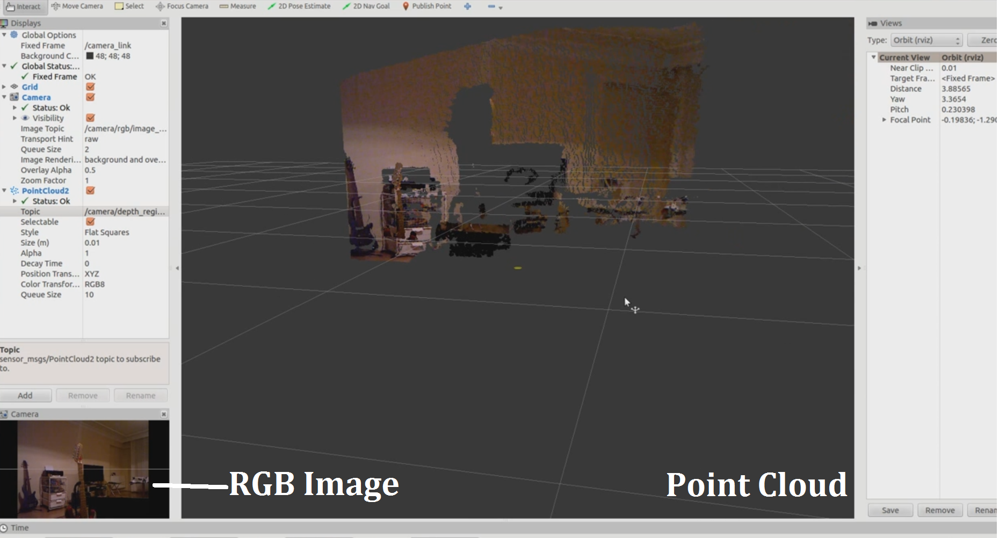 Interact Move Camera Select Focus Camera Measure 2D Pose Estimate 2D Nav Goal Publish Point
Displays
Global Options
Fixed Frame /camera_link
Background C... 48; 48; 48
Global Status:...
Fixed Frame OK
Grid
Camera
Status: Ok
Visibility
Image Topic /camera/rgb/image_...
Transport Hint raw
Queue Size 2
Image Renderi... background and ove...
Overlay Alpha 0.5
Zoom Factor 1
PointCloud2
Status: Ok
Topic /camera/depth_regi...
Selectable
Style Flat Squares
Size (m) 0.01
Alpha 1
Decay Time 0
Position Trans... XYZ
Color Transfor... RGB8
Queue Size 10
Topic
sensor_msgs/PointCloud2 topic to subscribe
to.
Add Remove Rename
Camera
RGB Image
Point Cloud
Views
Type: Orbit (rviz) Zero
Current View Orbit (rviz)
Near Clip ... 0.01
Target Fra... <Fixed Frame>
Distance 3.88565
Yaw 3.3654
Pitch 0.230398
Focal Point -0.19836; -1.290
Save Remove Renam
Time